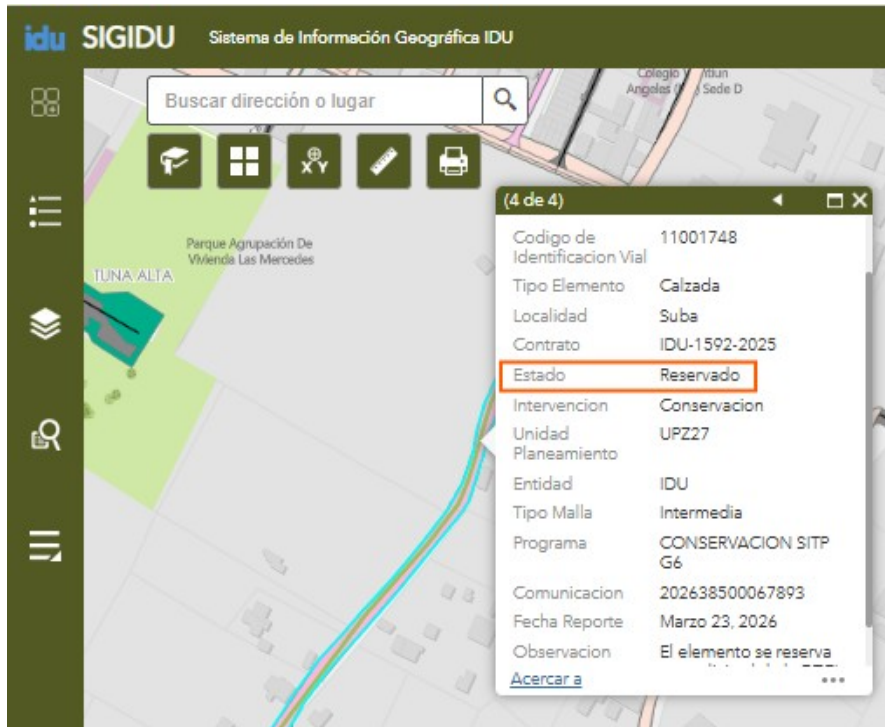 idu SIGIDU Sistema de Información Geográfica IDU
Buscar dirección o lugar
Colegio
Angeles Sede D
Parque Agrupación De
Vivienda Las Mercedes
TUNA ALTA
(4 de 4)
Codigo de Identificacion Vial 11001748
Tipo Elemento Calzada
Localidad Suba
Contrato IDU-1592-2025
Estado Reservado
Intervencion Conservacion
Unidad Planeamiento UPZ27
Entidad IDU
Tipo Malla Intermedia
Programa CONSERVACION SITP G6
Comunicacion 202638500067893
Fecha Reporte Marzo 23, 2026
Observacion El elemento se reserva
Acercar a